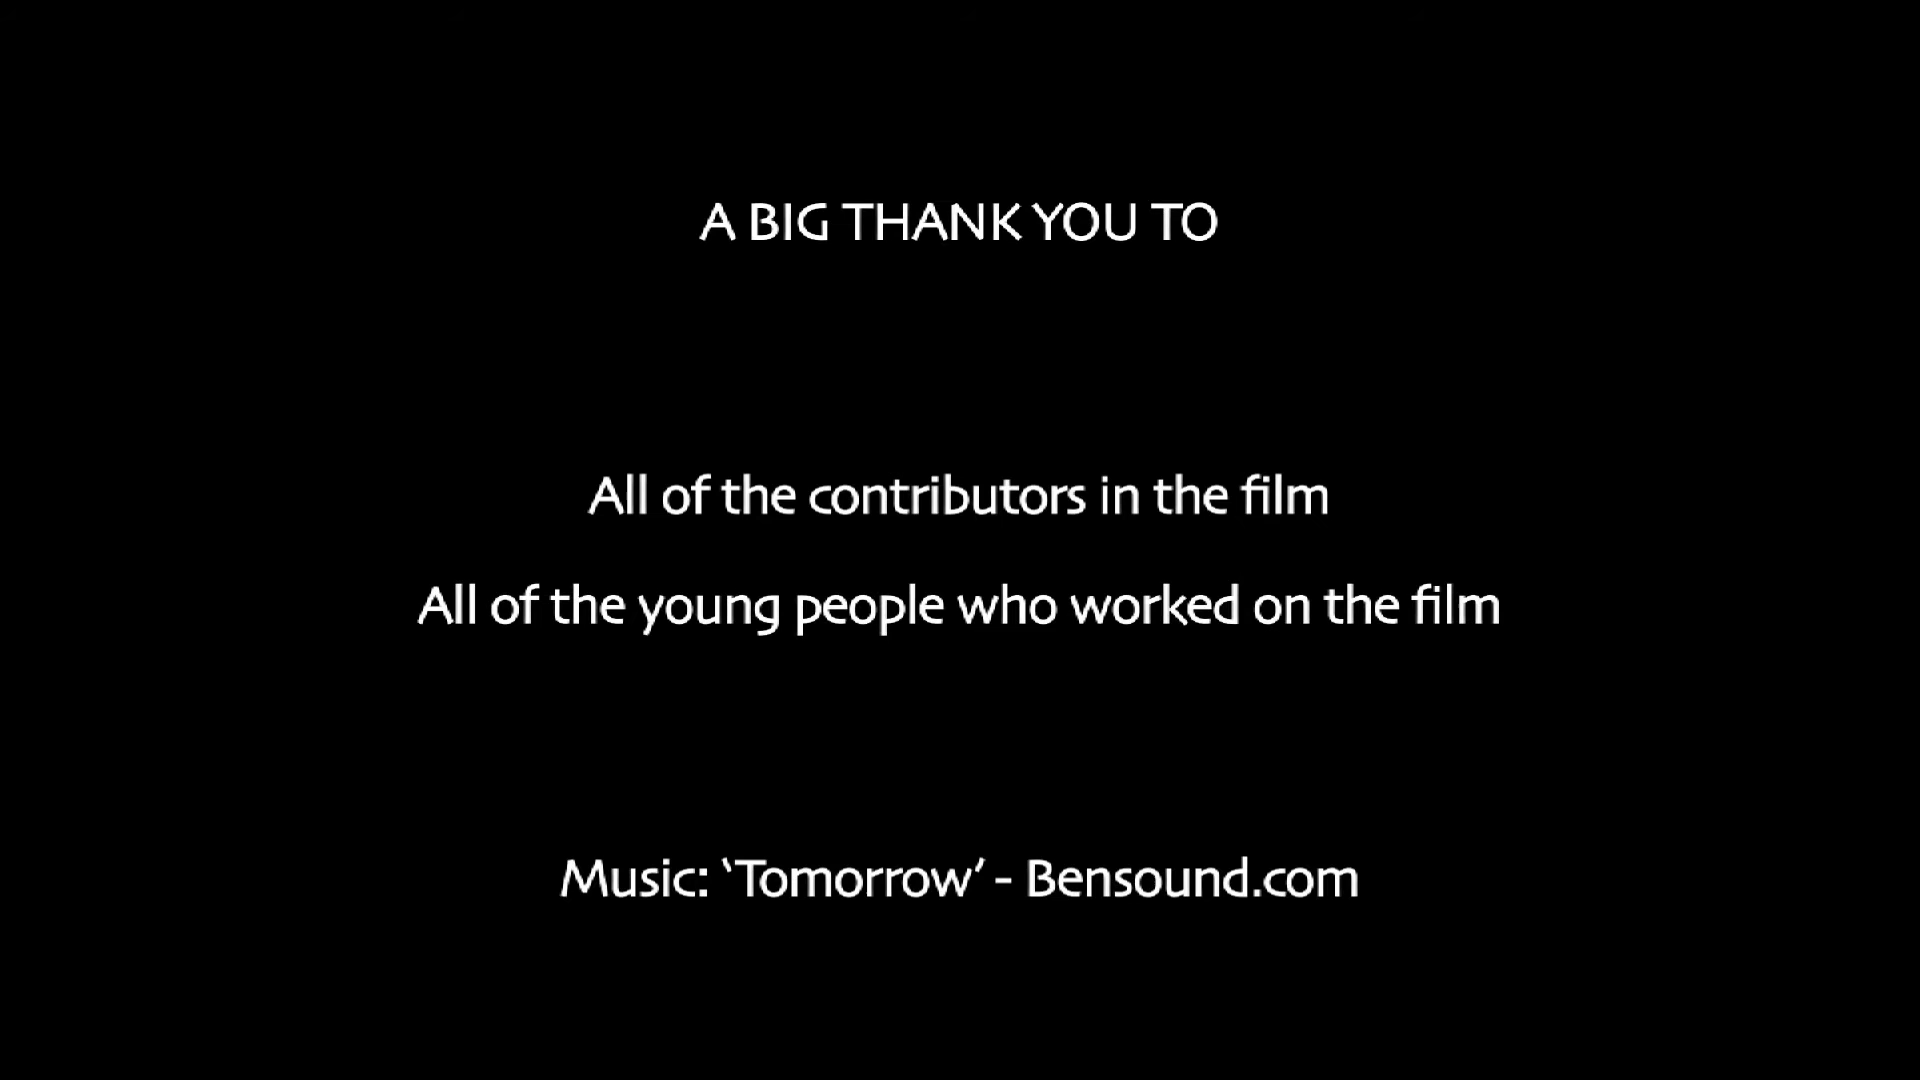 A BIG THANK YOU TO
All of the contributors in the film
All of the young people who worked on the film
Music: ‘Tomorrow’ - Bensound.com